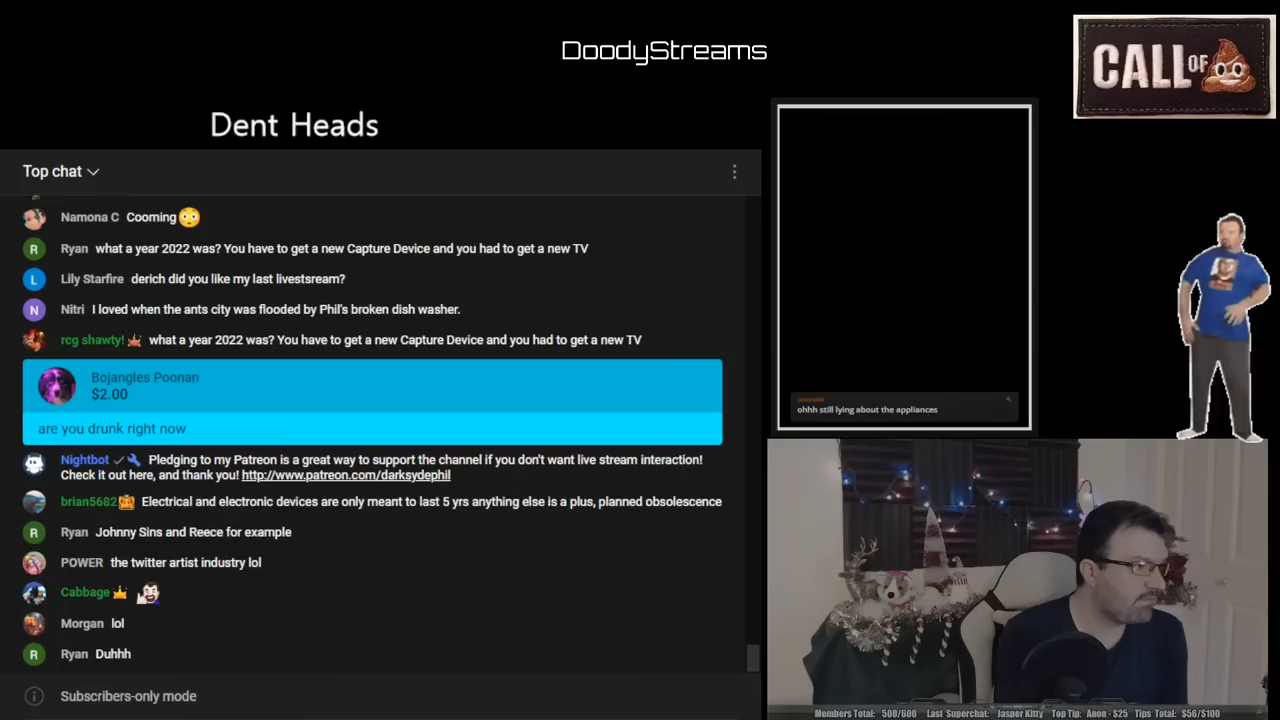 DoodyStreams
CALL OF
Dent Heads
Top chat
Namona C Cooming
R Ryan what a year 2022 was? You have to get a new Capture Device and you had to get a new TV
L Lily Starfire derich did you like my last livestsream?
N Nitri I loved when the ants city was flooded by Phil's broken dish washer.
rcg shawty! what a year 2022 was? You have to get a new Capture Device and you had to get a new TV
Bojangles Poonan
$2.00
are you drunk right now
Nightbot Pledging to my Patreon is a great way to support the channel if you don't want live stream interaction!
Check it out here, and thank you! http://www.patreon.com/darksydephil
brian5682 Electrical and electronic devices are only meant to last 5 yrs anything else is a plus, planned obsolescence
R Ryan Johnny Sins and Reece for example
POWER the twitter artist industry lol
Cabbage
Morgan lol
R Ryan Duhhh
Subscribers-only mode
ohhh still lying about the appliances
Members Total: 500/600 Last Superchat: Jasper Kitty Top Tip: Anon - $25 Tips Total: $56/$100